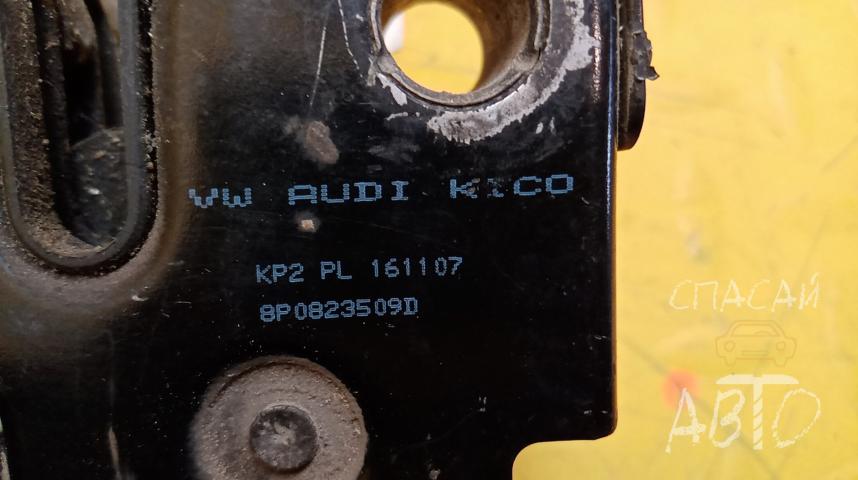 VW AUDI KICO
KP2 PL 161107
8P0823509D
СПАСАЙ
АВТО